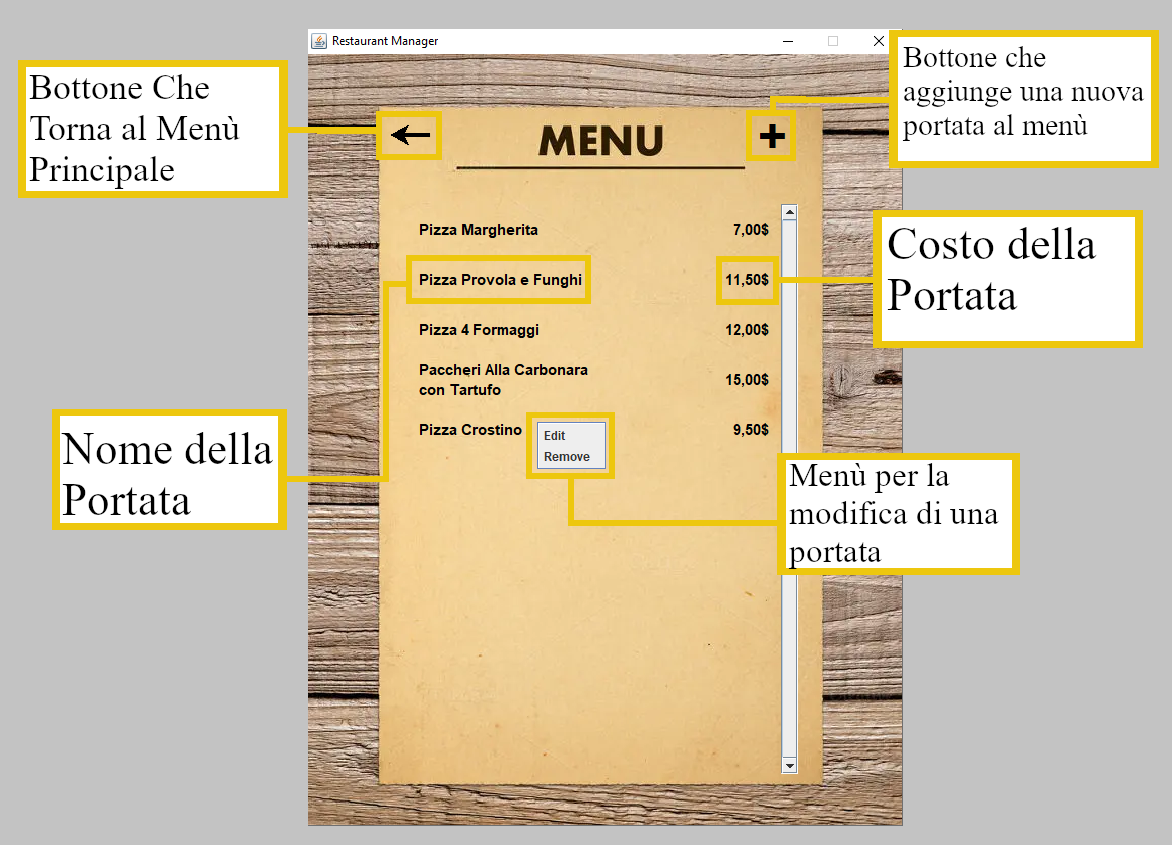 Restaurant Manager
Bottone Che
Torna al Menù
Principale
Bottone che
aggiunge una nuova
portata al menù
MENU
Pizza Margherita 7,00$
Pizza Provola e Funghi 11,50$
Costo della
Portata
Pizza 4 Formaggi 12,00$
Paccheri Alla Carbonara
con Tartufo 15,00$
Pizza Crostino 9,50$
Edit
Remove
Nome della
Portata
Menù per la
modifica di una
portata